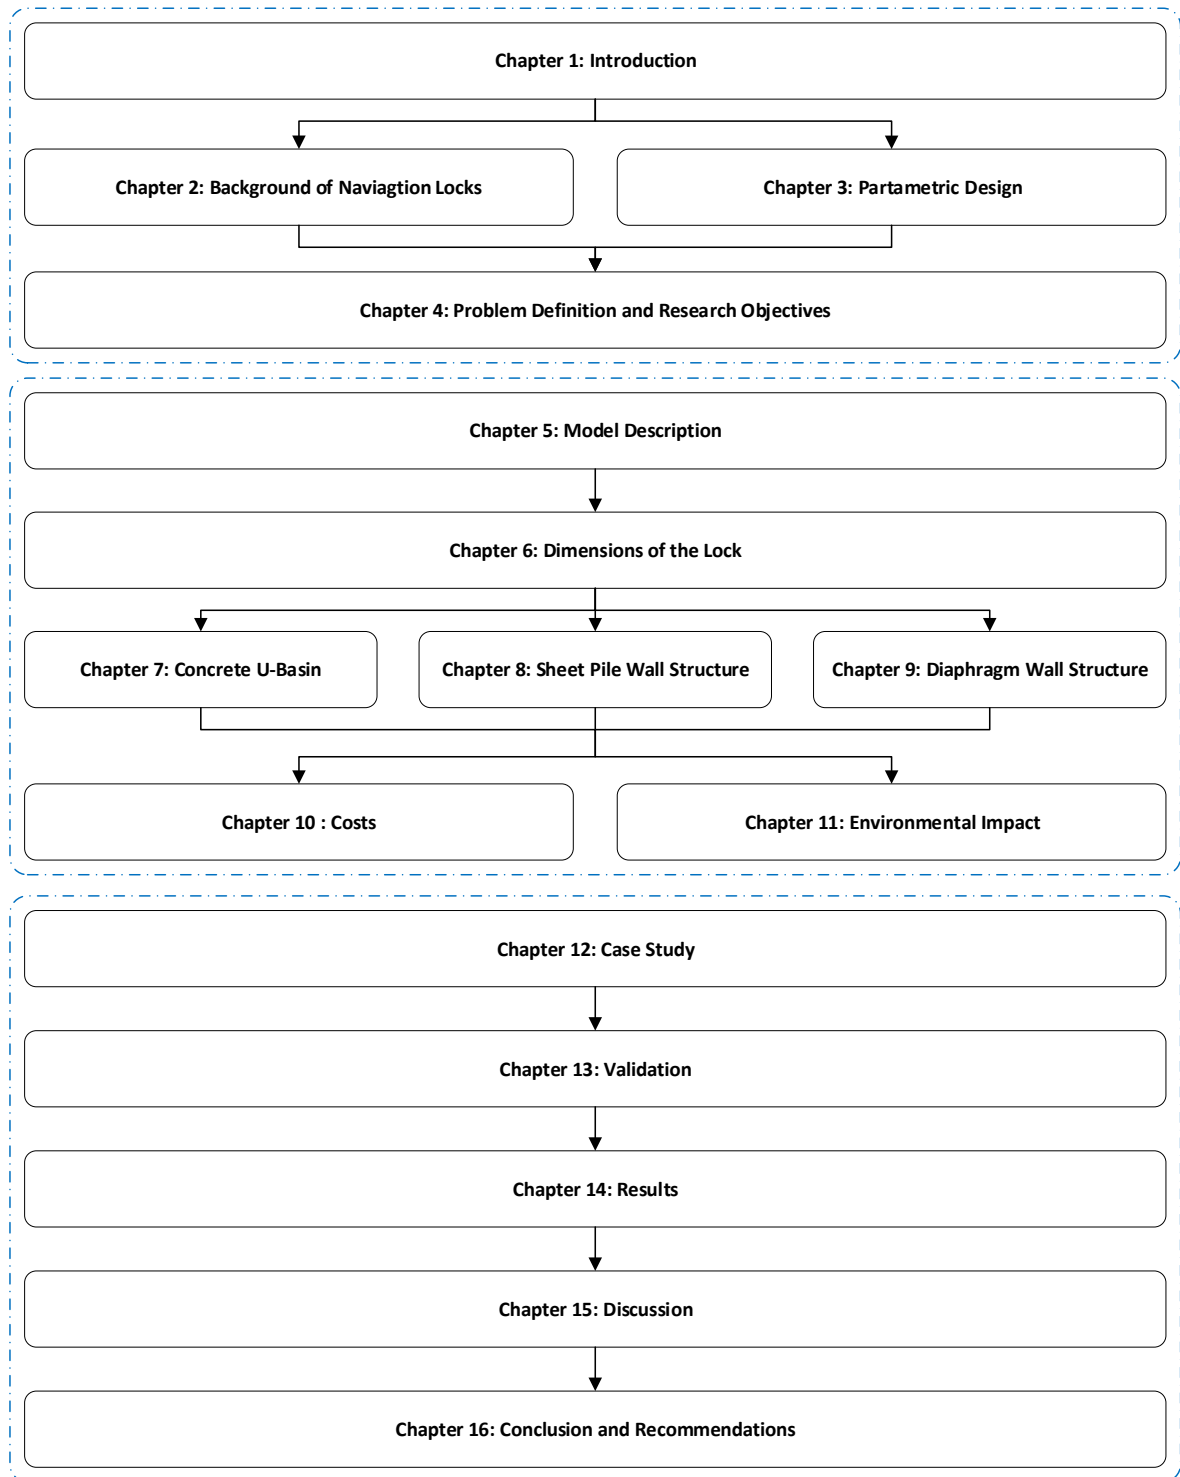 Chapter 1: Introduction
Chapter 2: Background of Naviagtion Locks
Chapter 3: Partametric Design
Chapter 4: Problem Definition and Research Objectives
Chapter 5: Model Description
Chapter 6: Dimensions of the Lock
Chapter 7: Concrete U-Basin
Chapter 8: Sheet Pile Wall Structure
Chapter 9: Diaphragm Wall Structure
Chapter 10 : Costs
Chapter 11: Environmental Impact
Chapter 12: Case Study
Chapter 13: Validation
Chapter 14: Results
Chapter 15: Discussion
Chapter 16: Conclusion and Recommendations